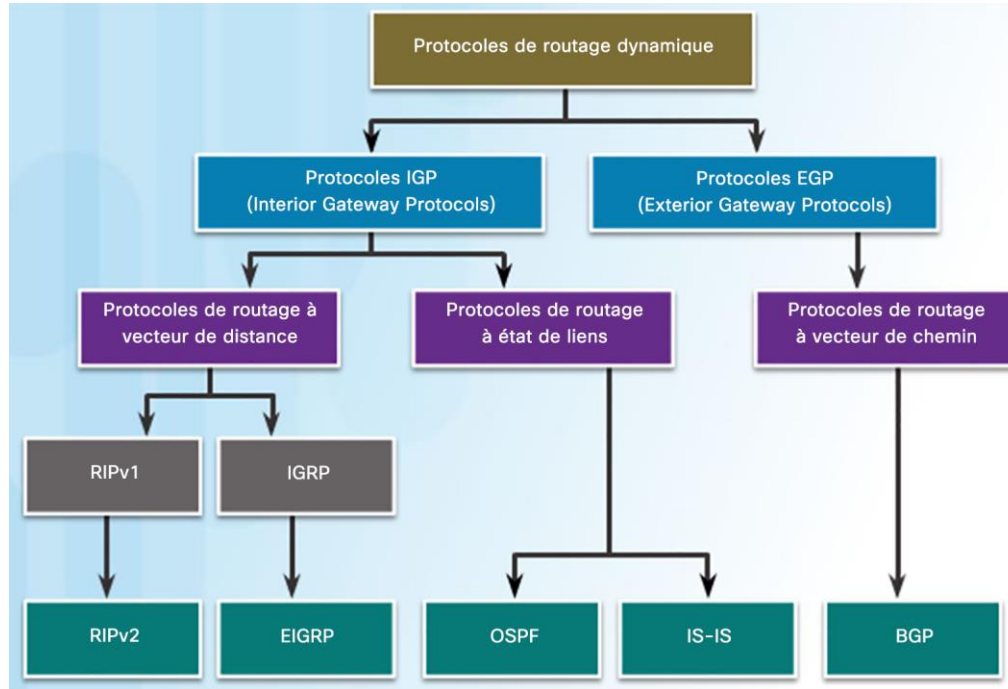 Protocoles de routage dynamique
Protocoles IGP
(Interior Gateway Protocols)
Protocoles EGP
(Exterior Gateway Protocols)
Protocoles de routage à
vecteur de distance
Protocoles de routage
à état de liens
Protocoles de routage
à vecteur de chemin
RIPv1
IGRP
RIPv2
EIGRP
OSPF
IS-IS
BGP